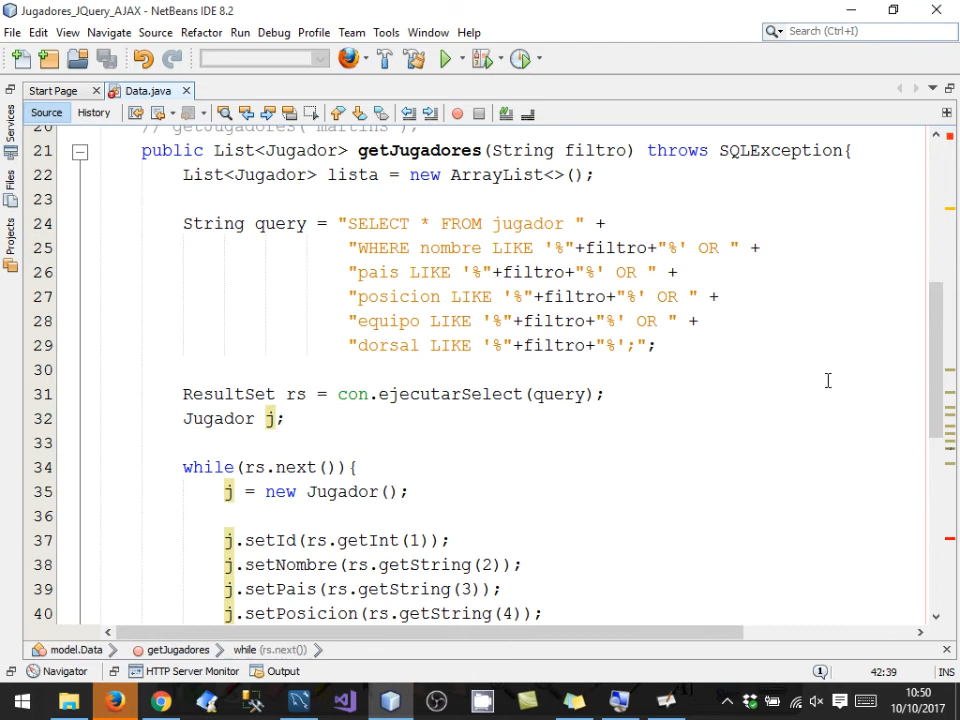 Jugadores_JQuery_AJAX - NetBeans IDE 8.2
File Edit View Navigate Source Refactor Run Debug Profile Team Tools Window Help
Search (Ctrl+I)
Start Page
Data.java
Source History
Services
Files
Projects
20 // getJugadores("martins");
21 public List<Jugador> getJugadores(String filtro) throws SQLException{
22 List<Jugador> lista = new ArrayList<>();
23
24 String query = "SELECT * FROM jugador " +
25 "WHERE nombre LIKE '%"+filtro+"%' OR " +
26 "pais LIKE '%"+filtro+"%' OR " +
27 "posicion LIKE '%"+filtro+"%' OR " +
28 "equipo LIKE '%"+filtro+"%' OR " +
29 "dorsal LIKE '%"+filtro+"%';";
30
31 ResultSet rs = con.ejecutarSelect(query);
32 Jugador j;
33
34 while(rs.next()){
35 j = new Jugador();
36
37 j.setId(rs.getInt(1));
38 j.setNombre(rs.getString(2));
39 j.setPais(rs.getString(3));
40 j.setPosicion(rs.getString(4));
model.Data getJugadores while (rs.next())
Navigator HTTP Server Monitor Output
42:39 INS
10:50
10/10/2017